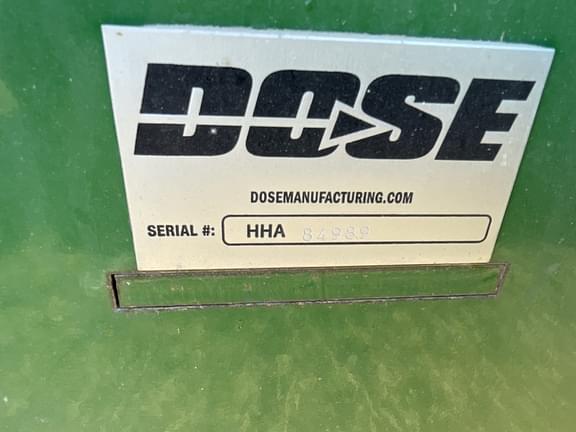 DOSE
DOSEMANUFACTURING.COM
SERIAL #: HHA 84989